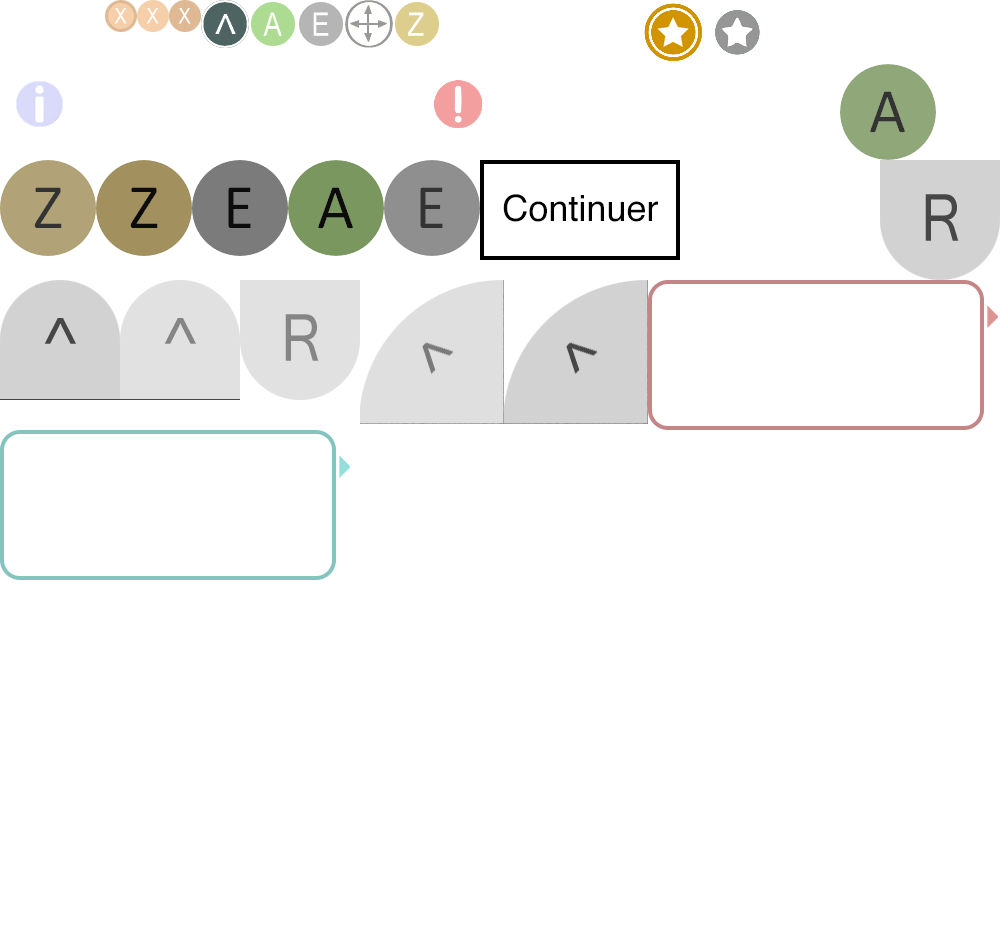 X X X ^ A E Z
i !
A
Z Z E A E Continuer R
^ ^ R ^ ^